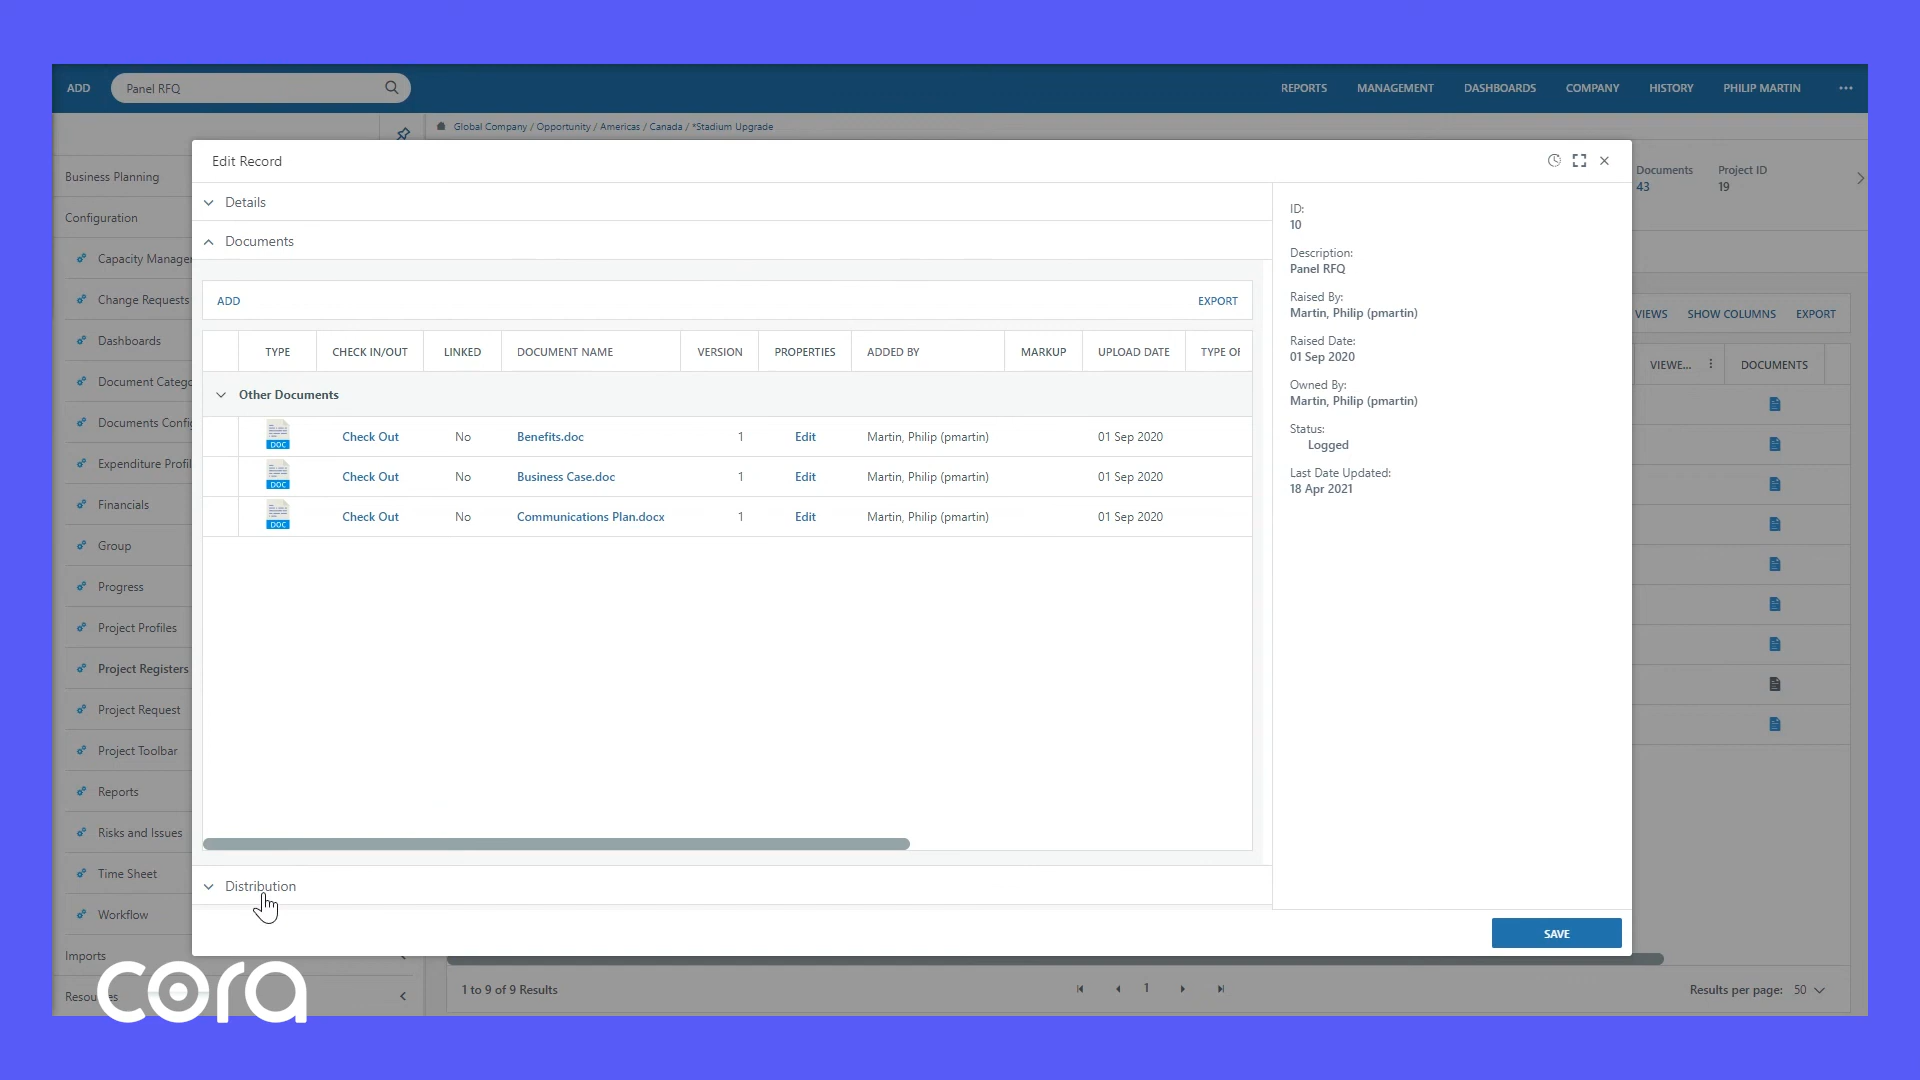 ADD
Panel RFQ
REPORTS
MANAGEMENT
DASHBOARDS
COMPANY
HISTORY
PHILIP MARTIN
Global Company / Opportunity / Americas / Canada / *Stadium Upgrade
Business Planning
Configuration
Capacity Manage
Change Requests
Dashboards
Document Catego
Documents Config
Expenditure Profil
Financials
Group
Progress
Project Profiles
Project Registers
Project Request
Project Toolbar
Reports
Risks and Issues
Time Sheet
Workflow
Imports
Edit Record
Details
Documents
ADD
EXPORT
TYPE
CHECK IN/OUT
LINKED
DOCUMENT NAME
VERSION
PROPERTIES
ADDED BY
MARKUP
UPLOAD DATE
TYPE OF
Other Documents
DOC Check Out No Benefits.doc 1 Edit Martin, Philip (pmartin) 01 Sep 2020
DOC Check Out No Business Case.doc 1 Edit Martin, Philip (pmartin) 01 Sep 2020
DOC Check Out No Communications Plan.docx 1 Edit Martin, Philip (pmartin) 01 Sep 2020
Distribution
ID:
10
Description:
Panel RFQ
Raised By:
Martin, Philip (pmartin)
Raised Date:
01 Sep 2020
Owned By:
Martin, Philip (pmartin)
Status:
Logged
Last Date Updated:
18 Apr 2021
SAVE
Documents
43
Project ID
19
VIEWS
SHOW COLUMNS
EXPORT
VIEWE...
DOCUMENTS
1 to 9 of 9 Results
1
Results per page: 50
cora